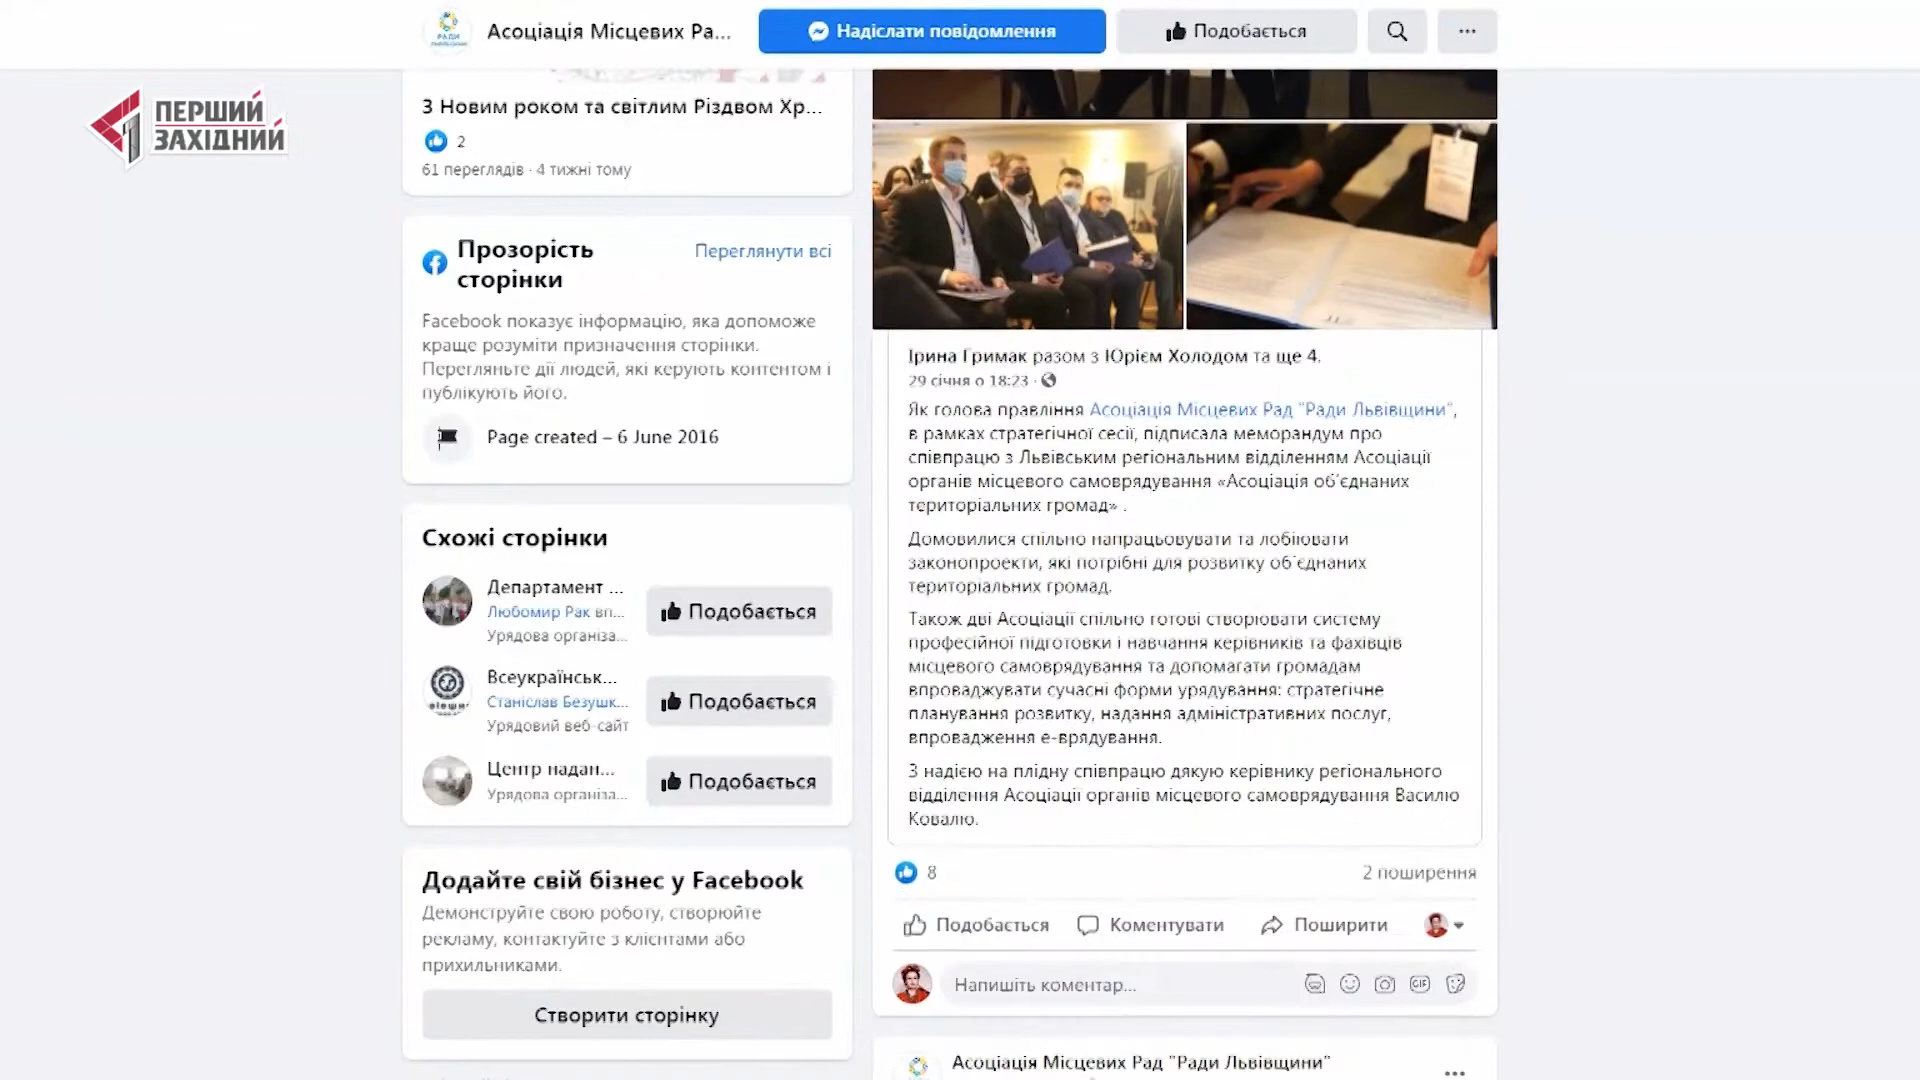 РАДИ
Асоціація Місцевих Ра...
Надіслати повідомлення
Подобається
ПЕРШИЙ
ЗАХІДНИЙ
З Новим роком та світлим Різдвом Хр...
2
61 переглядів · 4 тижні тому
Прозорість
сторінки
Переглянути всі
Facebook показує інформацію, яка допоможе
краще розуміти призначення сторінки.
Перегляньте дії людей, які керують контентом і
публікують його.
Page created – 6 June 2016
Схожі сторінки
Департамент ...
Любомир Рак вп...
Урядова організа...
Подобається
Всеукраїнськ...
Станіслав Безушк...
Урядовий веб-сайт
Подобається
Центр надан...
Урядова організа...
Подобається
Додайте свій бізнес у Facebook
Демонструйте свою роботу, створюйте
рекламу, контактуйте з клієнтами або
прихильниками.
Створити сторінку
Ірина Гримак разом з Юрієм Холодом та ще 4.
29 січня о 18:23 ·
Як голова правління Асоціація Місцевих Рад "Ради Львівщини",
в рамках стратегічної сесії, підписала меморандум про
співпрацю з Львівським регіональним відділенням Асоціації
органів місцевого самоврядування «Асоціація об'єднаних
територіальних громад» .
Домовилися спільно напрацьовувати та лобіювати
законопроекти, які потрібні для розвитку об'єднаних
територіальних громад.
Також дві Асоціації спільно готові створювати систему
професійної підготовки і навчання керівників та фахівців
місцевого самоврядування та допомагати громадам
впроваджувати сучасні форми урядування: стратегічне
планування розвитку, надання адміністративних послуг,
впровадження е-врядування.
З надією на плідну співпрацю дякую керівнику регіонального
відділення Асоціації органів місцевого самоврядування Василю
Ковалю.
8
2 поширення
Подобається
Коментувати
Поширити
Напишіть коментар...
GIF
Асоціація Місцевих Рад "Ради Львівщини"